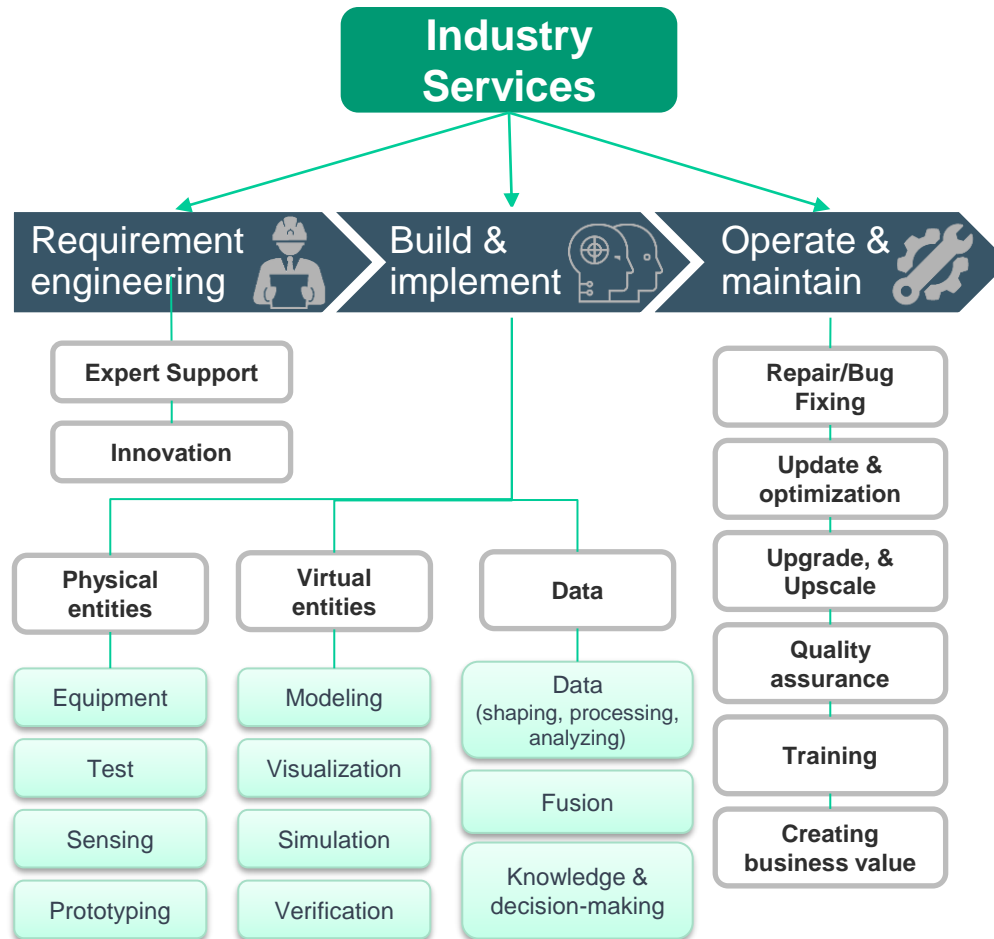 Industry
Services
Requirement
engineering
Build &
implement
Operate &
maintain
Expert Support
Innovation
Physical
entities
Equipment
Test
Sensing
Prototyping
Virtual
entities
Modeling
Visualization
Simulation
Verification
Data
Data
(shaping, processing,
analyzing)
Fusion
Knowledge &
decision-making
Repair/Bug
Fixing
Update &
optimization
Upgrade, &
Upscale
Quality
assurance
Training
Creating
business value